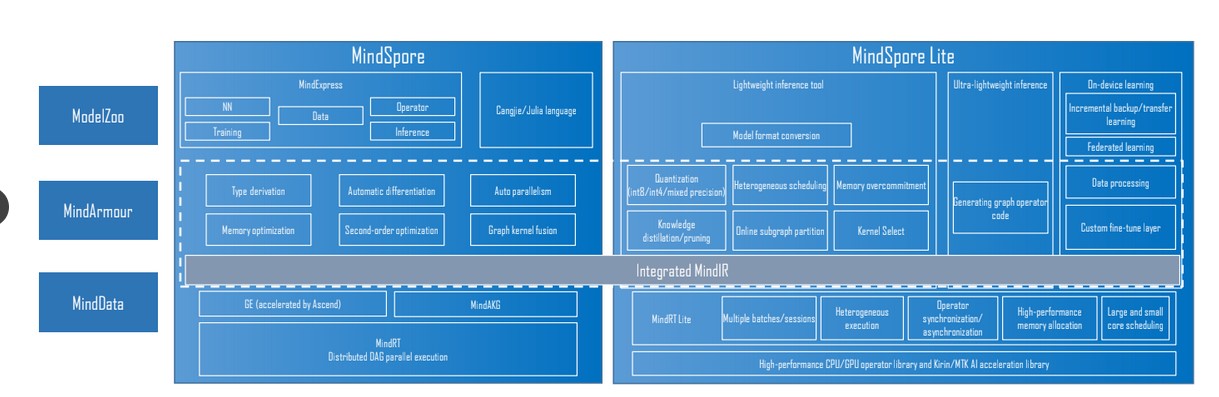 ModelZoo
MindArmour
MindData
MindSpore
MindExpress
NN
Data
Operator
Training
Inference
Cangjie/Julia language
Type derivation
Automatic differentiation
Auto parallelism
Memory optimization
Second-order optimization
Graph kernel fusion
Integrated MindIR
GE (accelerated by Ascend)
MindAKG
MindRT
Distributed DAG parallel execution
MindSpore Lite
Lightweight inference tool
Model format conversion
Quantization
(int8/int4/mixed precision)
Heterogeneous scheduling
Memory overcommitment
Knowledge
distillation/pruning
Online subgraph partition
Kernel Select
Ultra-lightweight inference
Generating graph operator
code
On-device learning
Incremental backup/transfer
learning
Federated learning
Data processing
Custom fine-tune layer
MindRT Lite
Multiple batches/sessions
Heterogeneous
execution
Operator
synchronization/
asynchronization
High-performance
memory allocation
Large and small
core scheduling
High-performance CPU/GPU operator library and Kirin/MTK AI acceleration library